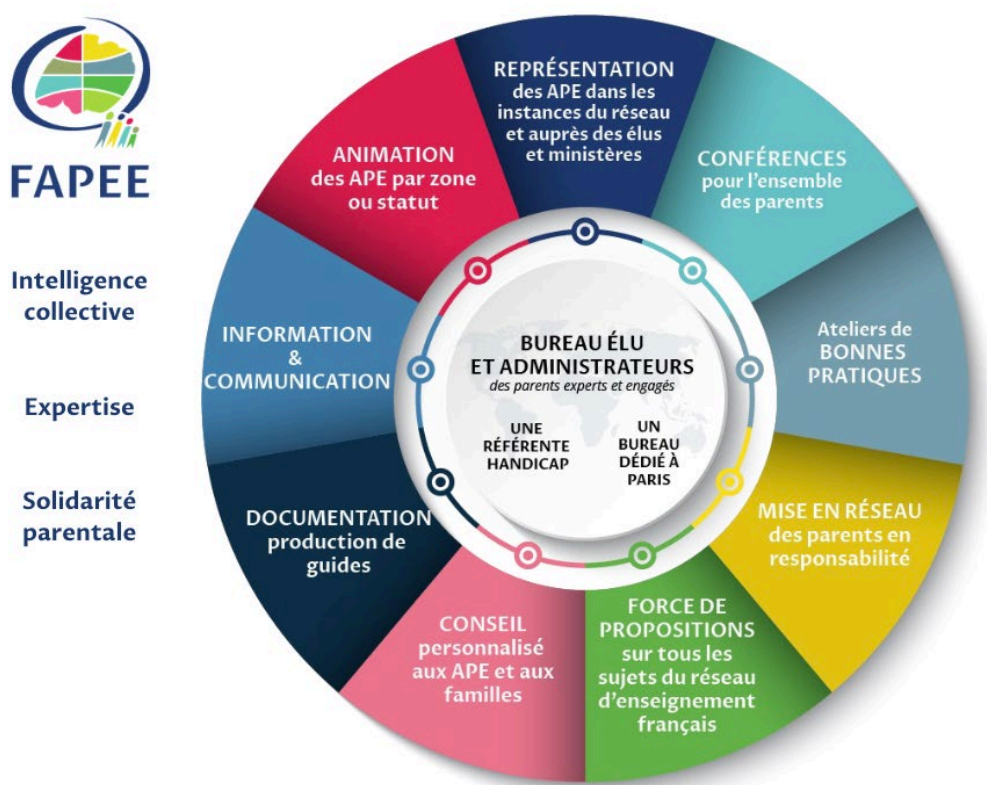 FAPEE
Intelligence
collective
Expertise
Solidarité
parentale
REPRÉSENTATION
des APE dans les
instances du réseau
et auprès des élus
et ministères
CONFÉRENCES
pour l'ensemble
des parents
Ateliers de
BONNES
PRATIQUES
MISE EN RÉSEAU
des parents en
responsabilité
FORCE DE
PROPOSITIONS
sur tous les
sujets du réseau
d'enseignement
français
CONSEIL
personnalisé
aux APE et aux
familles
DOCUMENTATION
production de
guides
INFORMATION
&
COMMUNICATION
ANIMATION
des APE par zone
ou statut
BUREAU ÉLU
ET ADMINISTRATEURS
des parents experts et engagés
UNE
RÉFÉRENTE
HANDICAP
UN
BUREAU
DÉDIÉ À
PARIS